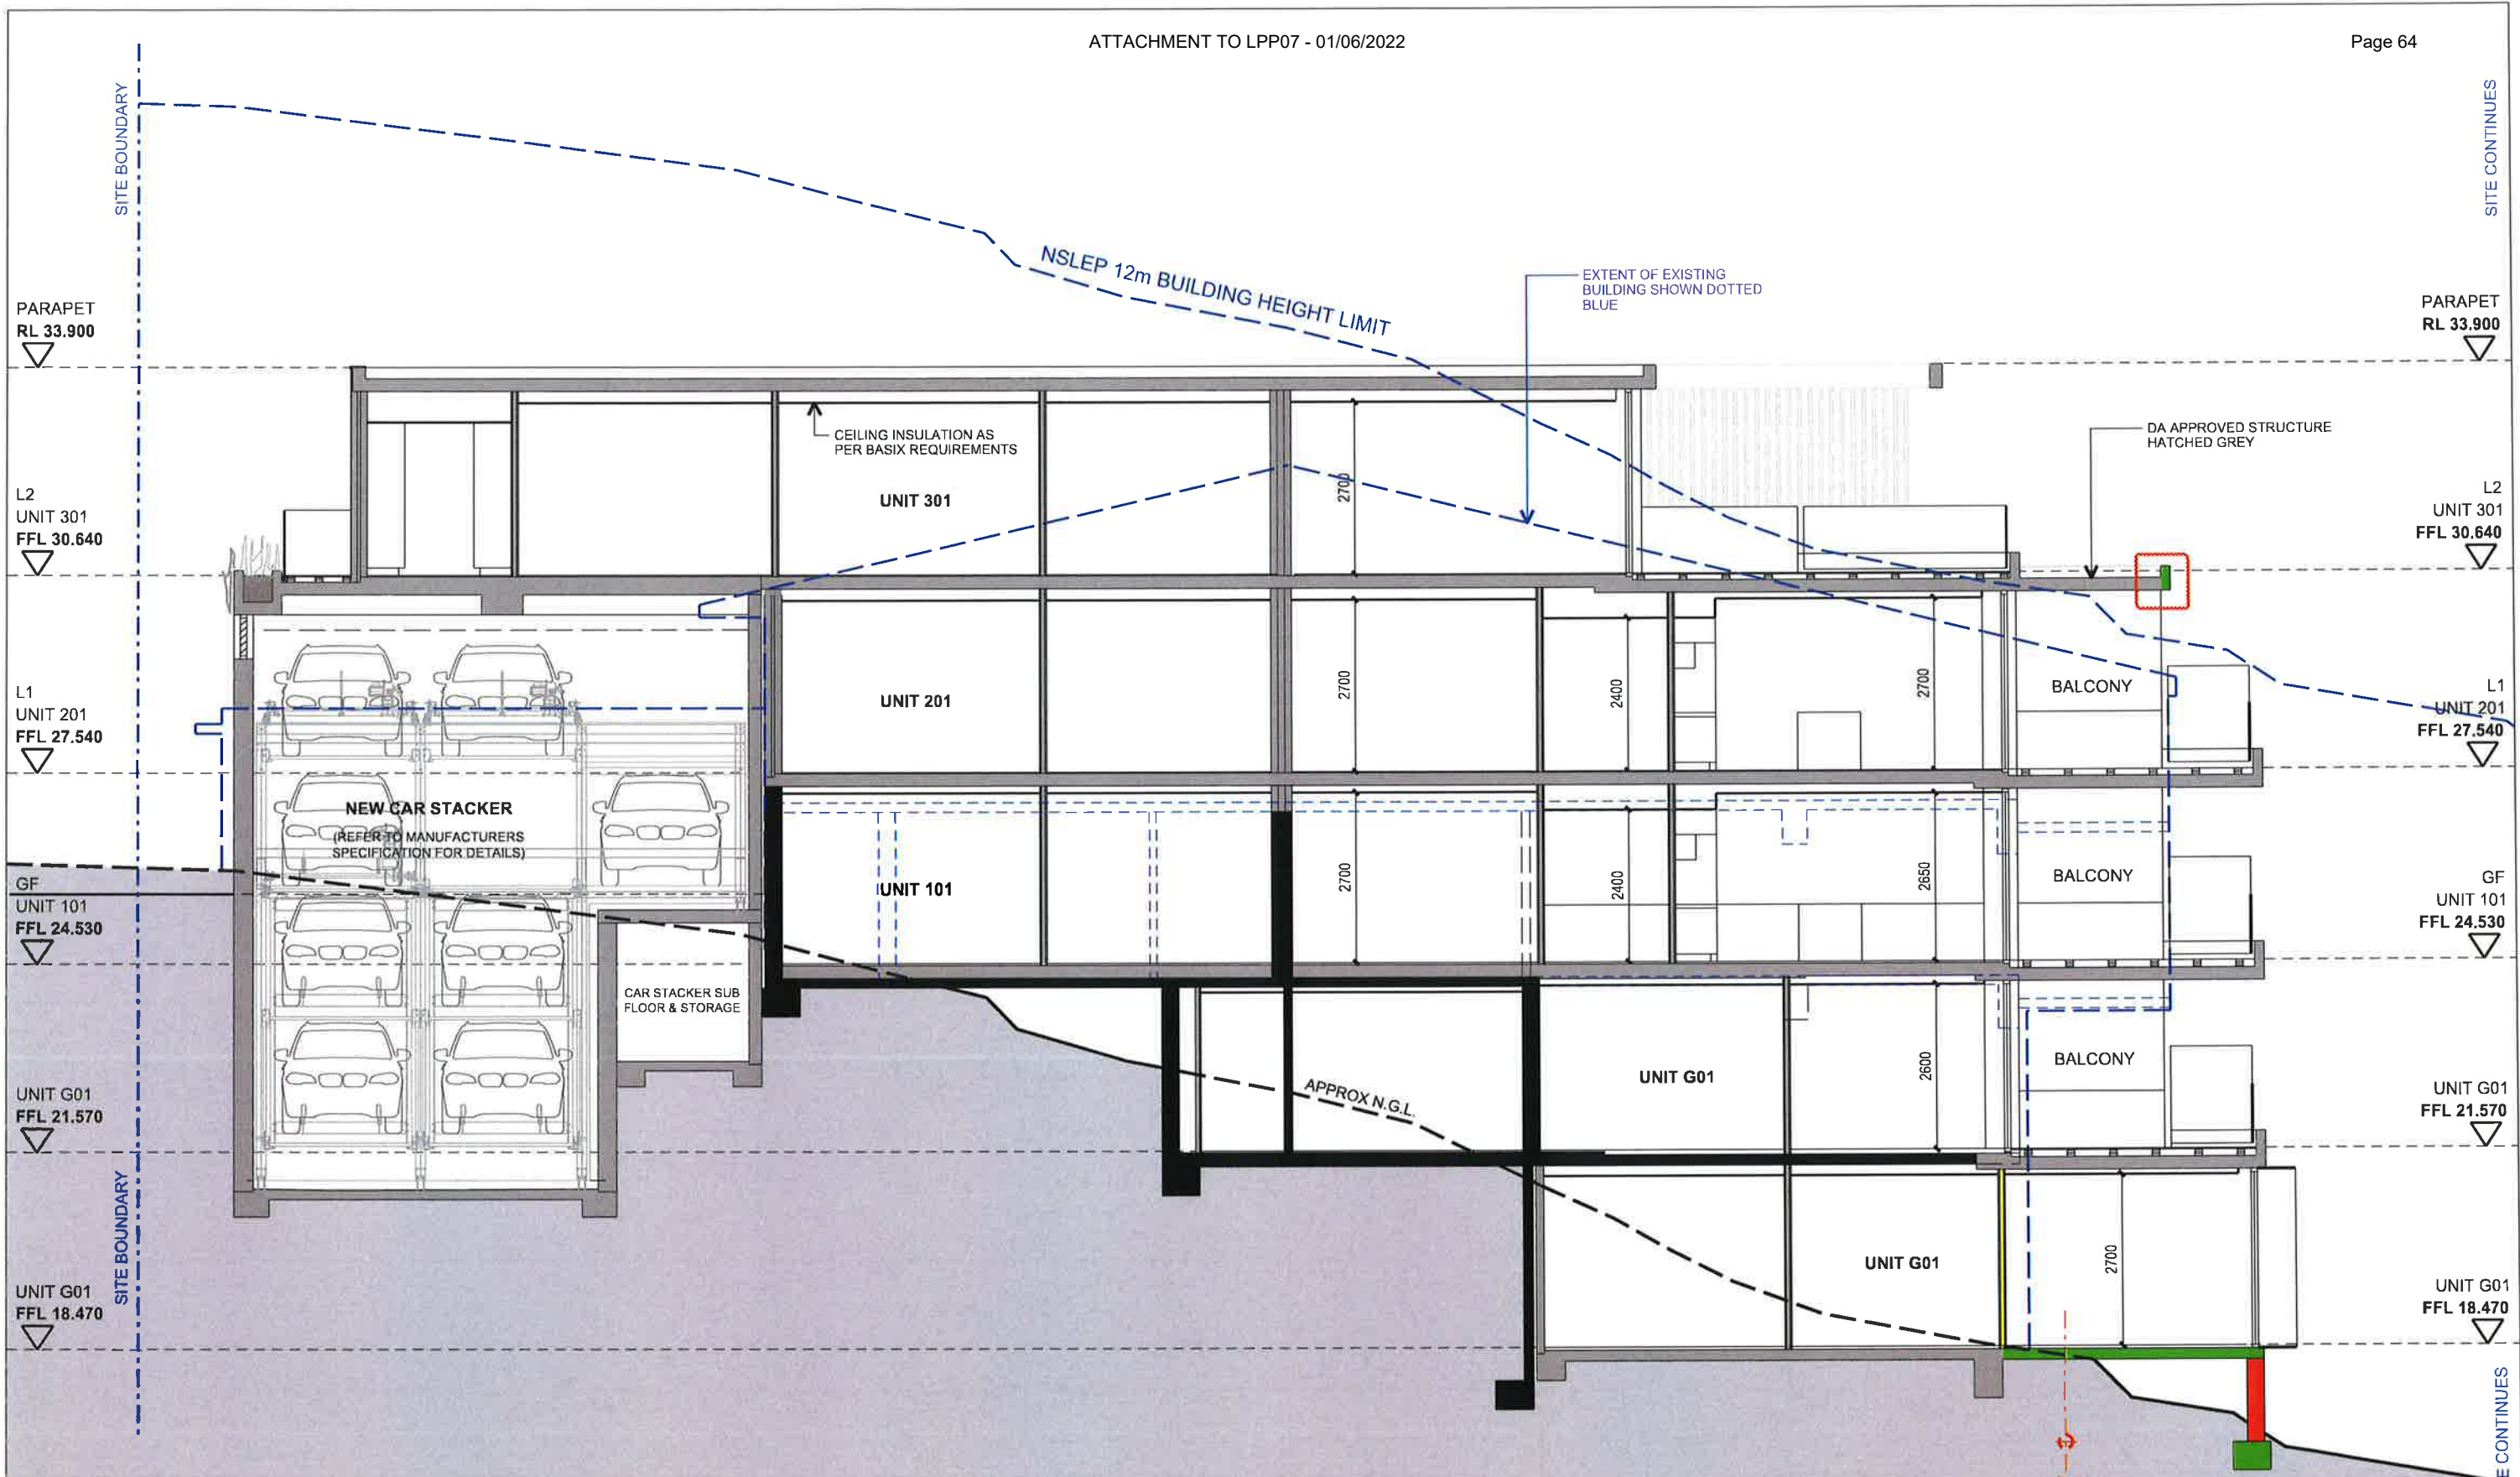 ATTACHMENT TO LPP07 - 01/06/2022
Page 64
SITE BOUNDARY
SITE CONTINUES
NSLEP 12m BUILDING HEIGHT LIMIT
EXTENT OF EXISTING
BUILDING SHOWN DOTTED
BLUE
PARAPET
RL 33.900
PARAPET
RL 33.900
CEILING INSULATION AS
PER BASIX REQUIREMENTS
DA APPROVED STRUCTURE
HATCHED GREY
L2
UNIT 301
FFL 30.640
UNIT 301
2700
L2
UNIT 301
FFL 30.640
L1
UNIT 201
FFL 27.540
UNIT 201
2700
2400
2700
BALCONY
L1
UNIT 201
FFL 27.540
NEW CAR STACKER
(REFER TO MANUFACTURERS
SPECIFICATION FOR DETAILS)
GF
UNIT 101
FFL 24.530
UNIT 101
2700
2400
2650
BALCONY
GF
UNIT 101
FFL 24.530
CAR STACKER SUB
FLOOR & STORAGE
UNIT G01
FFL 21.570
APPROX N.G.L.
UNIT G01
2600
BALCONY
UNIT G01
FFL 21.570
SITE BOUNDARY
UNIT G01
FFL 18.470
UNIT G01
2700
UNIT G01
FFL 18.470
E CONTINUES